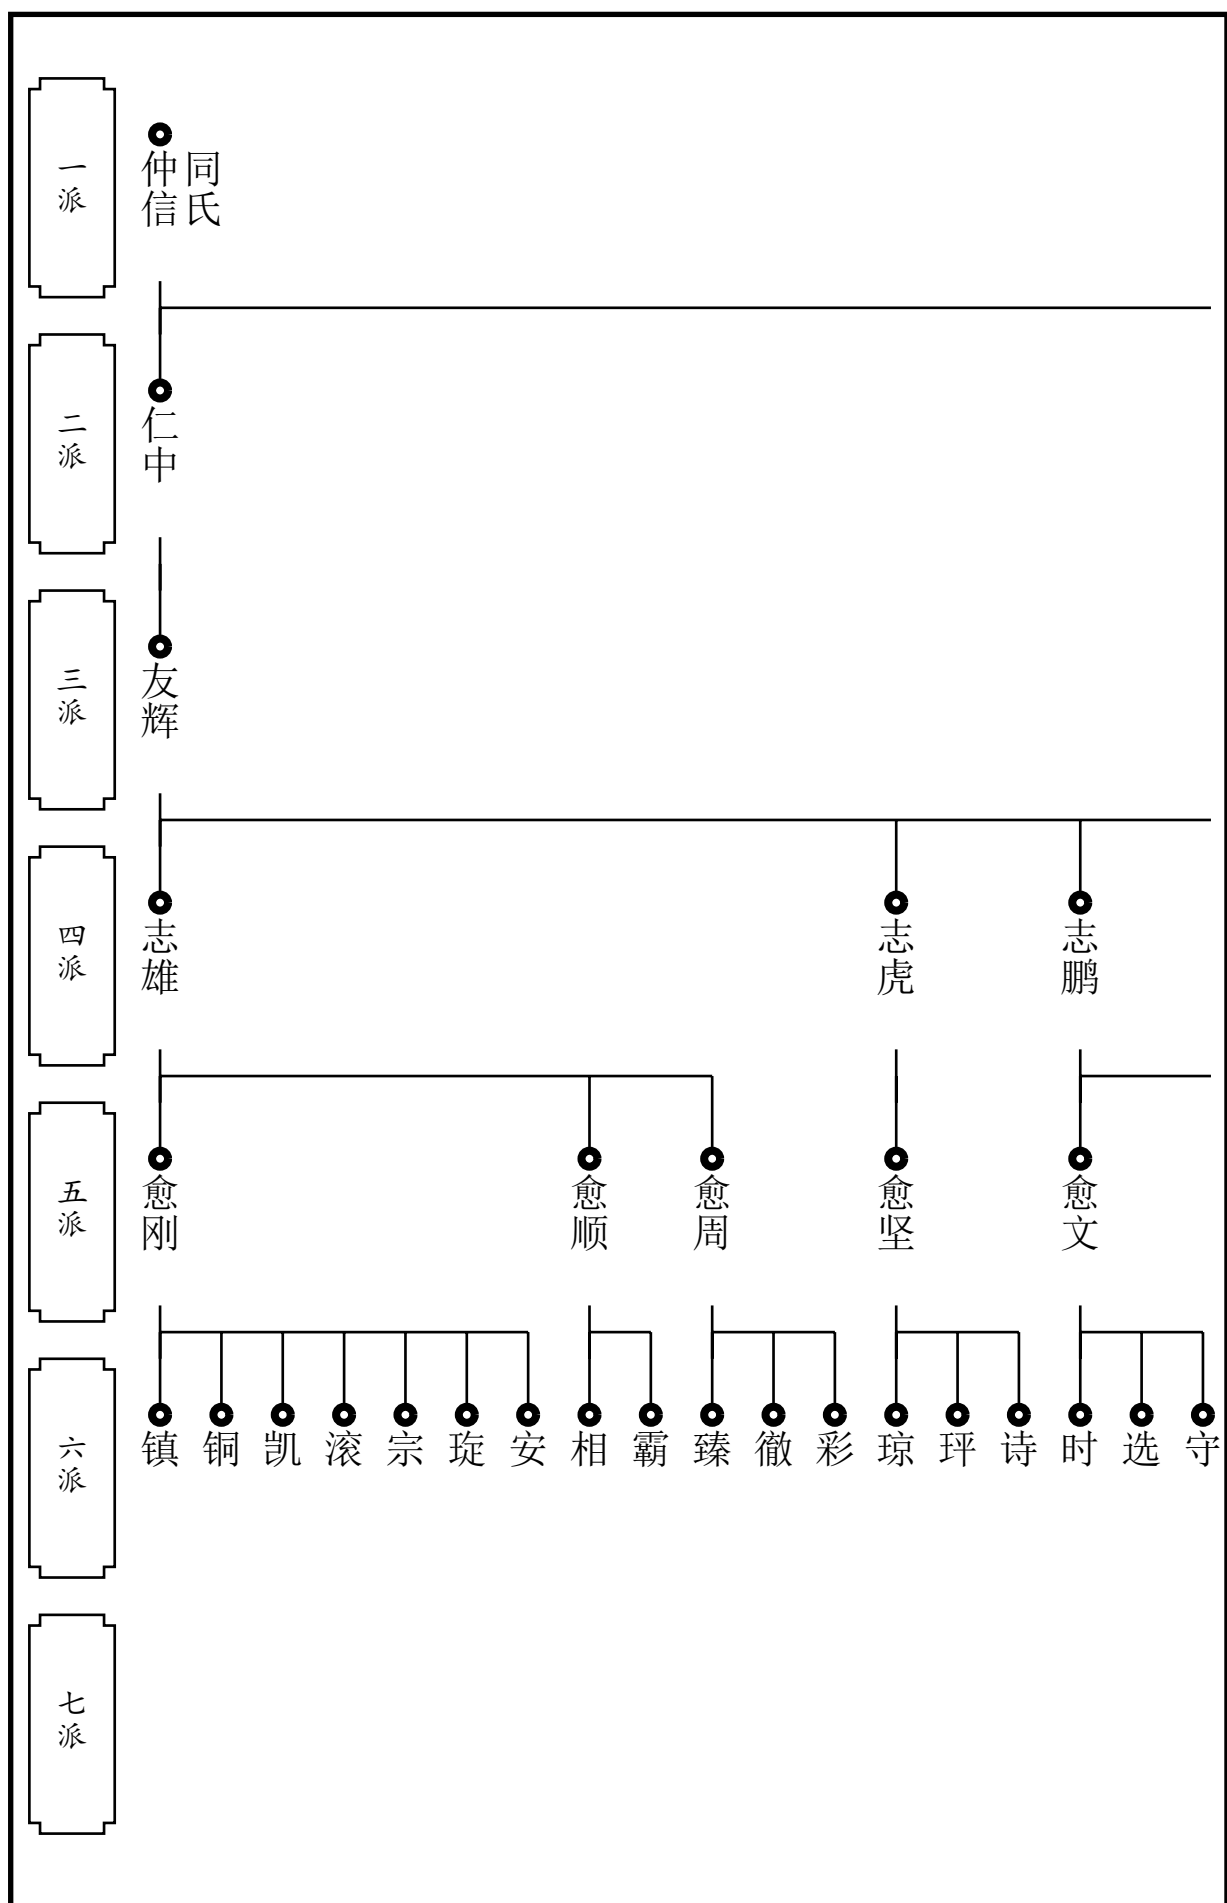 一派
仲信
同氏
二派
仁中
三派
友辉
四派
志雄
志虎
志鹏
五派
愈刚
愈顺
愈周
愈坚
愈文
六派
镇
铜
凯
滚
宗
琔
安
相
霸
臻
徹
彩
琼
玶
诗
时
选
守
七派